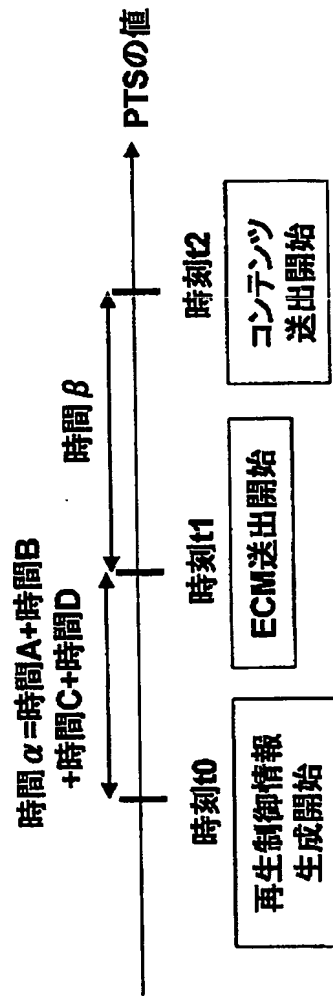 時間α=時間A+時間B
+時間C+時間D
時間β
PTSの値
時刻t0
時刻t1
時刻t2
再生制御情報
生成開始
ECM送出開始
コンテンツ
送出開始